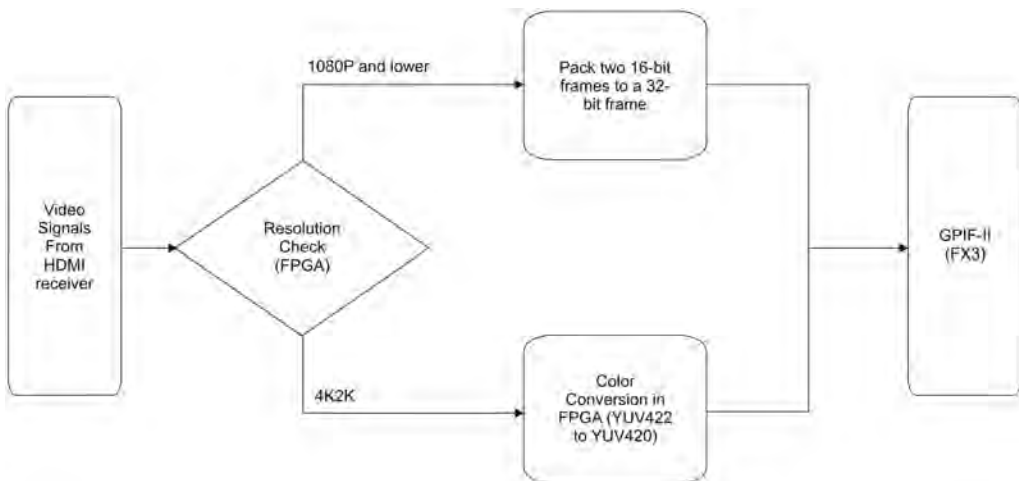 Video
Signals
From
HDMI
receiver
Resolution
Check
(FPGA)
1080P and lower
Pack two 16-bit
frames to a 32-
bit frame
4K2K
Color
Conversion in
FPGA (YUV422
to YUV420)
GPIF-II
(FX3)